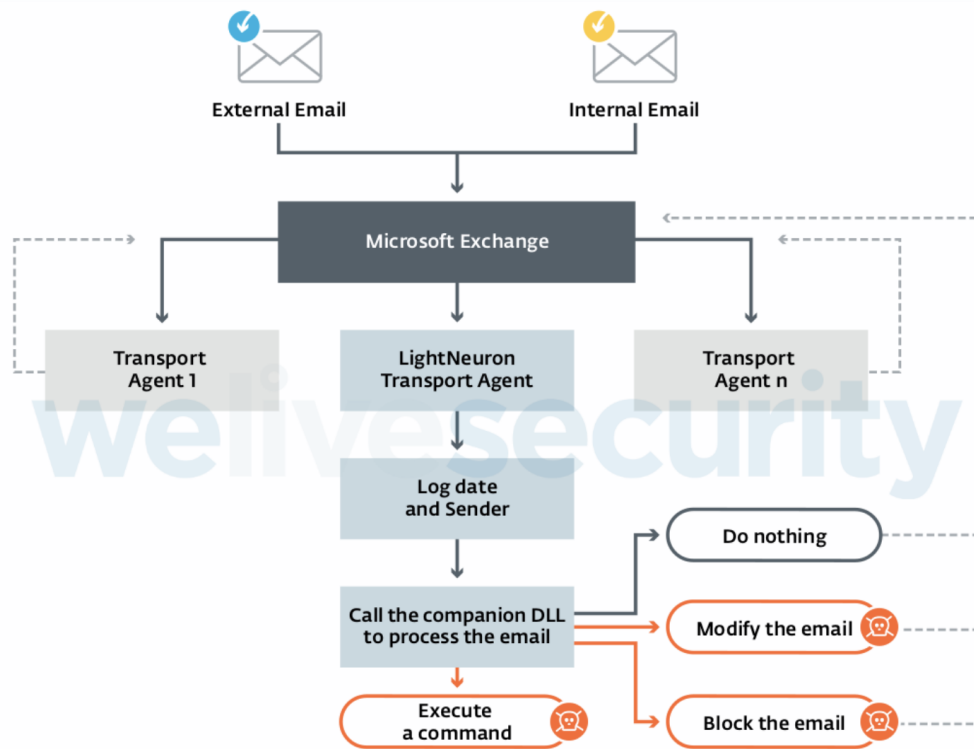 External Email
Internal Email
Microsoft Exchange
Transport
Agent 1
LightNeuron
Transport Agent
Transport
Agent n
welivesecurity
Log date
and Sender
Do nothing
Call the companion DLL
to process the email
Modify the email
Execute
a command
Block the email